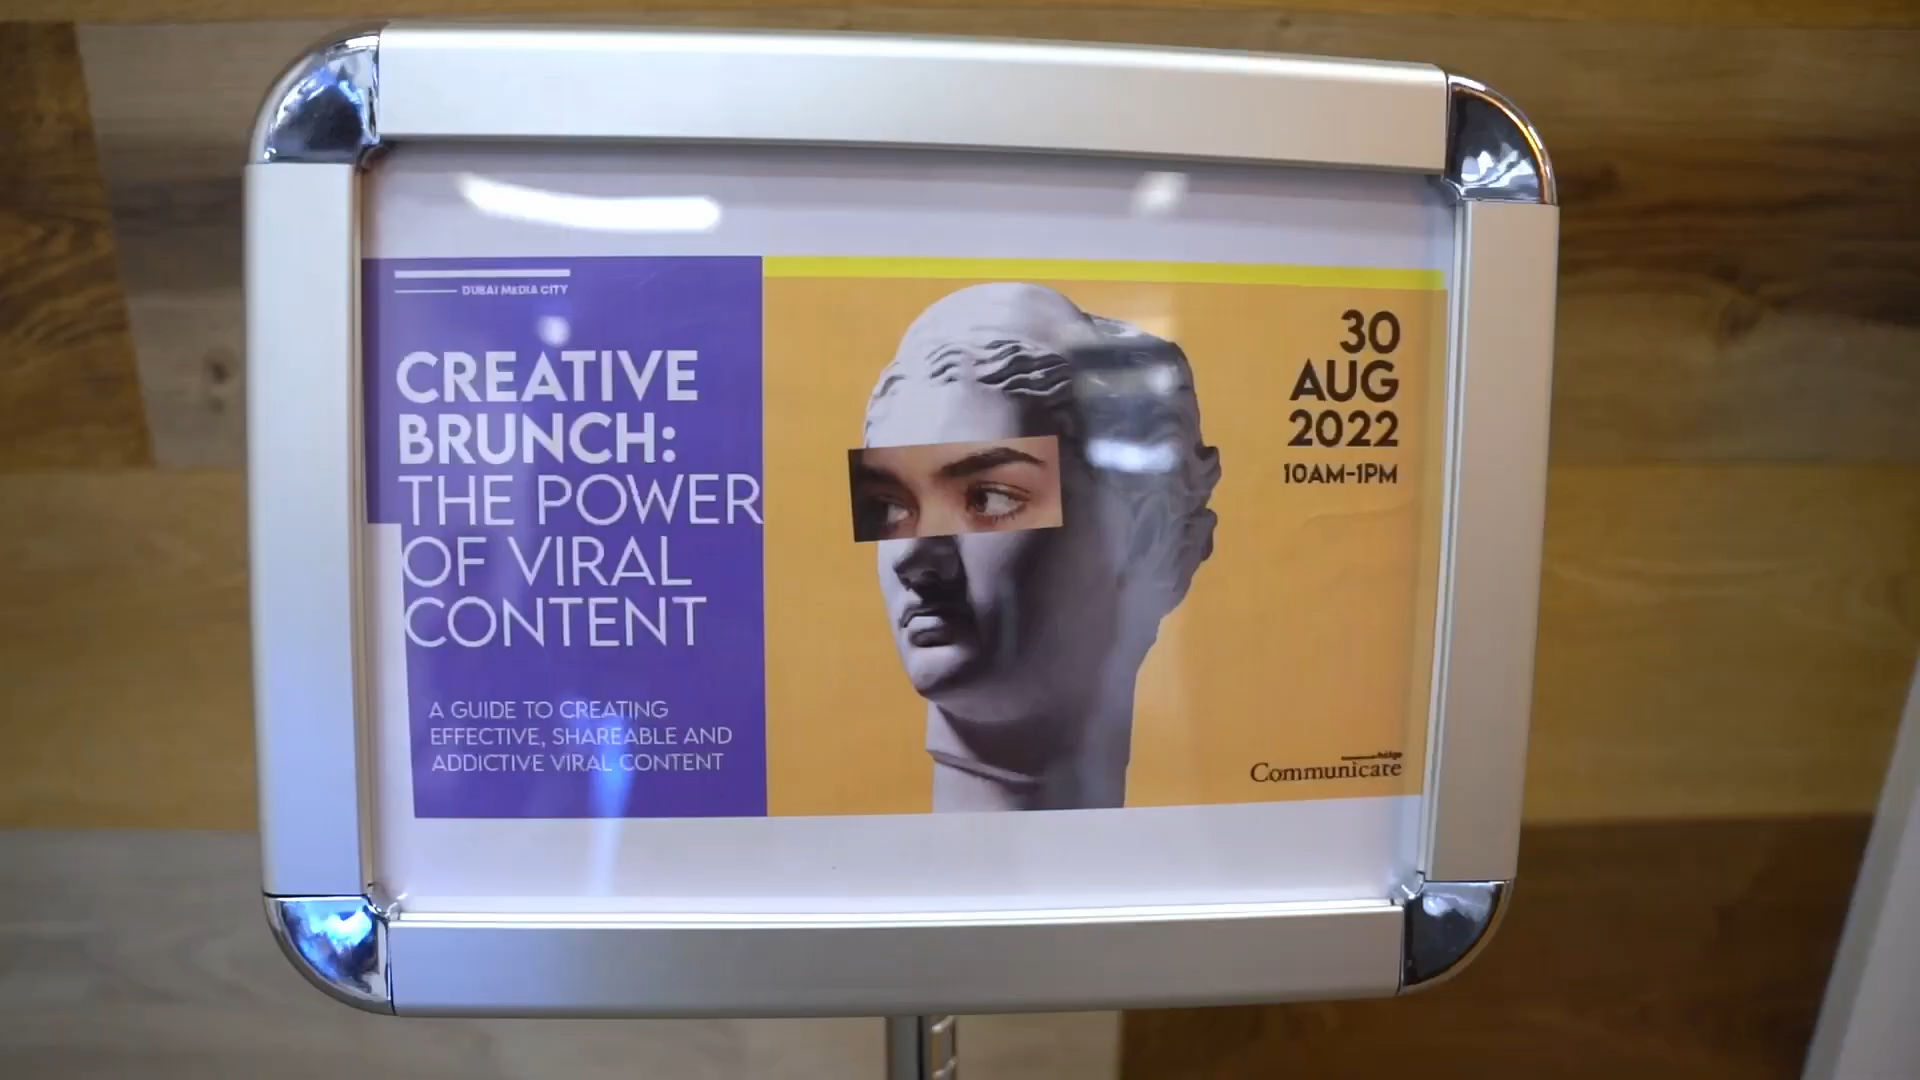 DUBAI MEDIA CITY
CREATIVE
BRUNCH:
THE POWER
OF VIRAL
CONTENT
A GUIDE TO CREATING
EFFECTIVE, SHAREABLE AND
ADDICTIVE VIRAL CONTENT
30
AUG
2022
10AM-1PM
Communicate